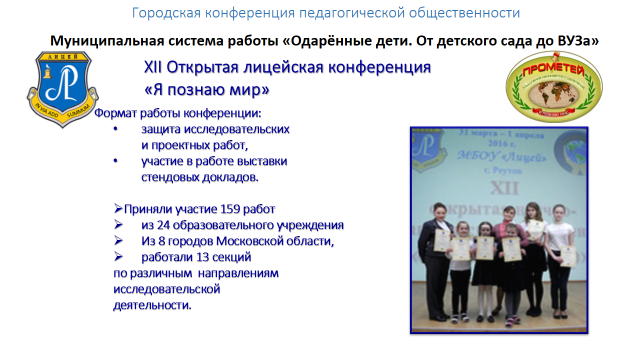 Городская конференция педагогической общественности
Муниципальная система работы «Одарённые дети. От детского сада до ВУЗа»
ЛИЦЕЙ
XII Открытая лицейская конференция
«Я познаю мир»
ПРОМЕТЕЙ
Формат работы конференции:
• защита исследовательских
и проектных работ,
• участие в работе выставки
стендовых докладов.
➢Приняли участие 159 работ
➢ из 24 образовательного учреждения
➢ Из 8 городов Московской области,
➢ работали 13 секций
по различным направлениям
исследовательской
деятельности.
31 марта – 1 апреля
2016 г.
МБОУ «Лицей»
г. Реутов
XII